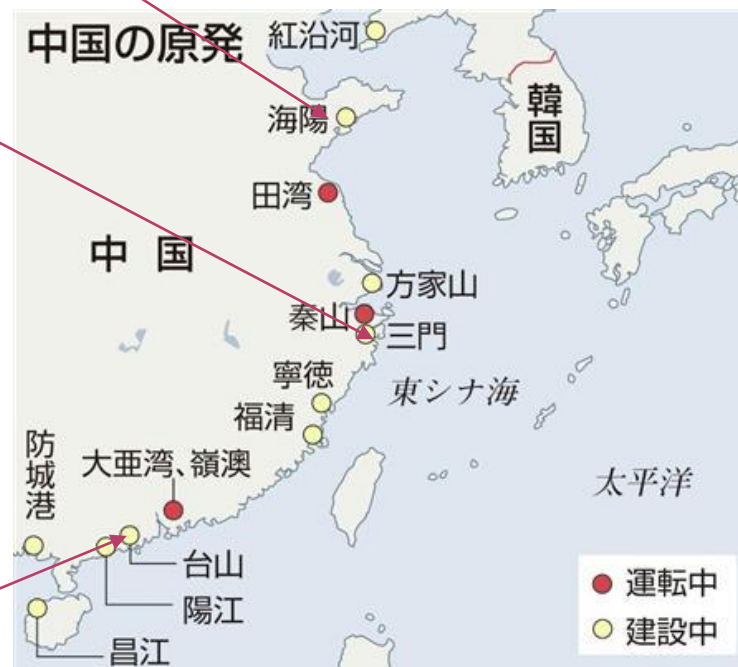 中国の原発
紅沿河
韓国
海陽
田湾
中国
方家山
秦山
三門
寧徳
東シナ海
福清
防城港
大亜湾、嶺澳
太平洋
台山
陽江
昌江
運転中
建設中